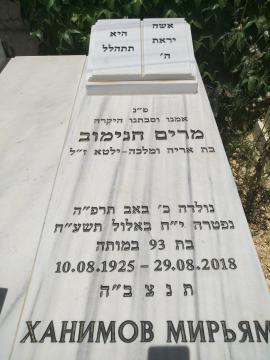 אשה
יראת
ה'
היא
תתהלל
פ"נ
אמנו וסבתנו היקרה
מרים חנימוב
בת אריה ומלכה-ילטא ז"ל
נולדה כ' באב תרפ"ה
נפטרה י"ח באלול תשע"ח
בת 93 במותה
10.08.1925 – 29.08.2018
ת נ צ ב "ה
ХАНИМОВ МИРЬЯМ